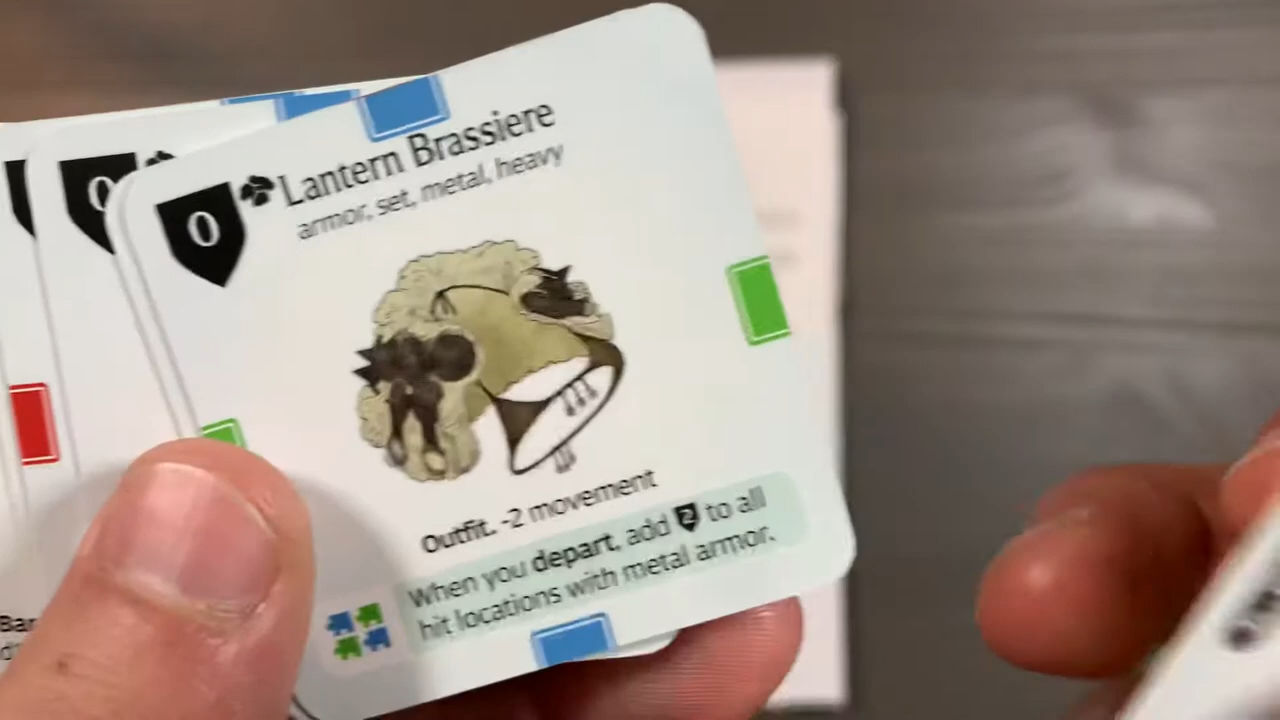 0 Lantern Brassiere
armor, set, metal, heavy
0
Outfit. -2 movement
When you depart, add 2 to all
hit locations with metal armor.
Bar